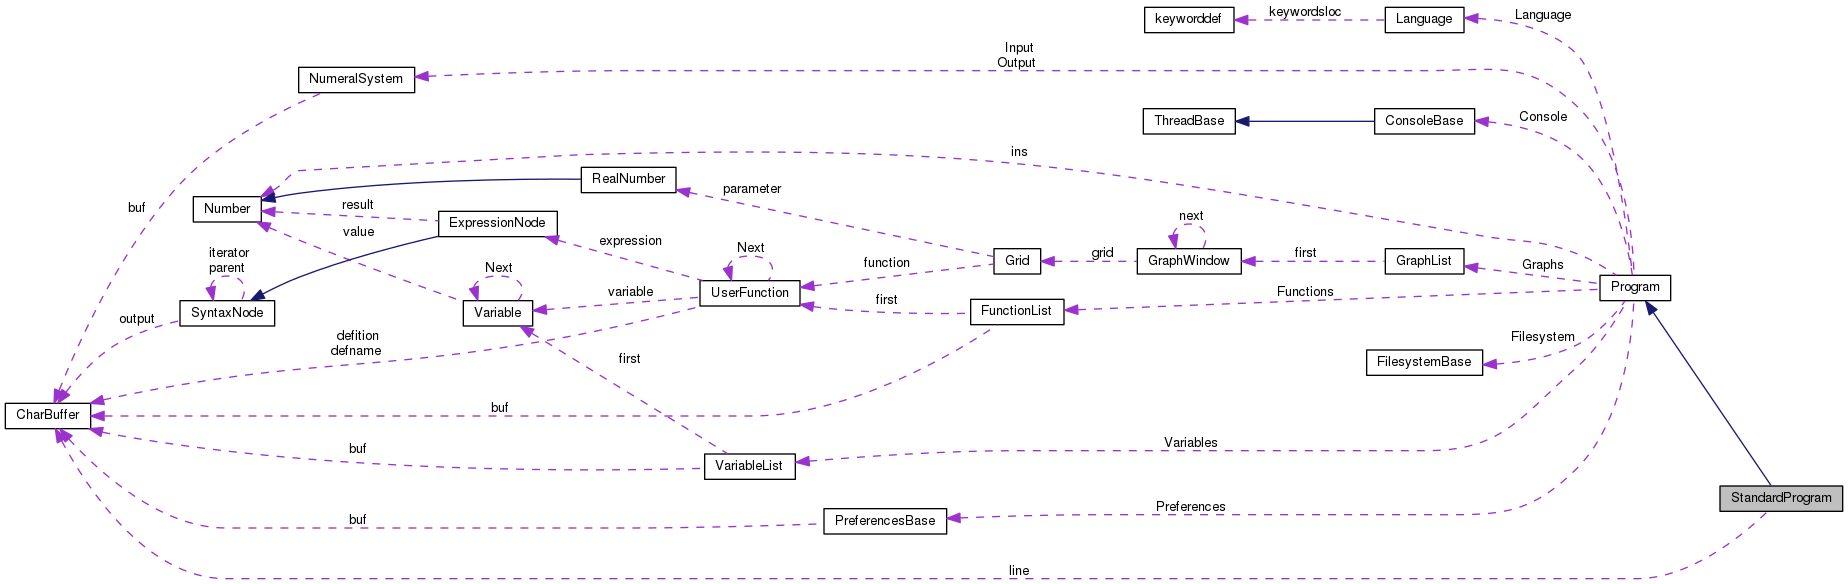 keyworddef
keywordsloc
Language
Language
Input
Output
NumeralSystem
ThreadBase
ConsoleBase
Console
ins
RealNumber
parameter
buf
Number
result
value
ExpressionNode
expression
next
Next
function
Grid
grid
GraphWindow
first
GraphList
Graphs
Program
iterator
parent
SyntaxNode
Next
Variable
variable
UserFunction
first
FunctionList
Functions
output
defition
defname
first
Filesystem
FilesystemBase
CharBuffer
buf
buf
VariableList
Variables
StandardProgram
buf
PreferencesBase
Preferences
line